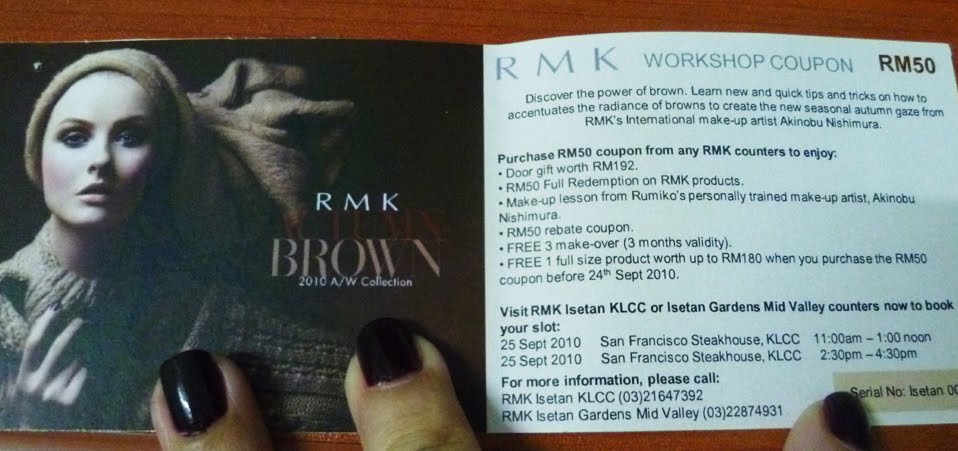 RMK
AUTUMN
BROWN
2010 A/W Collection
RMK WORKSHOP COUPON RM50
Discover the power of brown. Learn new and quick tips and tricks on how to
accentuates the radiance of browns to create the new seasonal autumn gaze from
RMK's International make-up artist Akinobu Nishimura.
Purchase RM50 coupon from any RMK counters to enjoy:
• Door gift worth RM192.
• RM50 Full Redemption on RMK products.
• Make-up lesson from Rumiko's personally trained make-up artist, Akinobu
Nishimura.
• RM50 rebate coupon.
• FREE 3 make-over (3 months validity).
• FREE 1 full size product worth up to RM180 when you purchase the RM50
coupon before 24th Sept 2010.
Visit RMK Isetan KLCC or Isetan Gardens Mid Valley counters now to book
your slot:
25 Sept 2010 San Francisco Steakhouse, KLCC 11:00am – 1:00 noon
25 Sept 2010 San Francisco Steakhouse, KLCC 2:30pm – 4:30pm
For more information, please call:
RMK Isetan KLCC (03)21647392
RMK Isetan Gardens Mid Valley (03)22874931
Serial No: Isetan